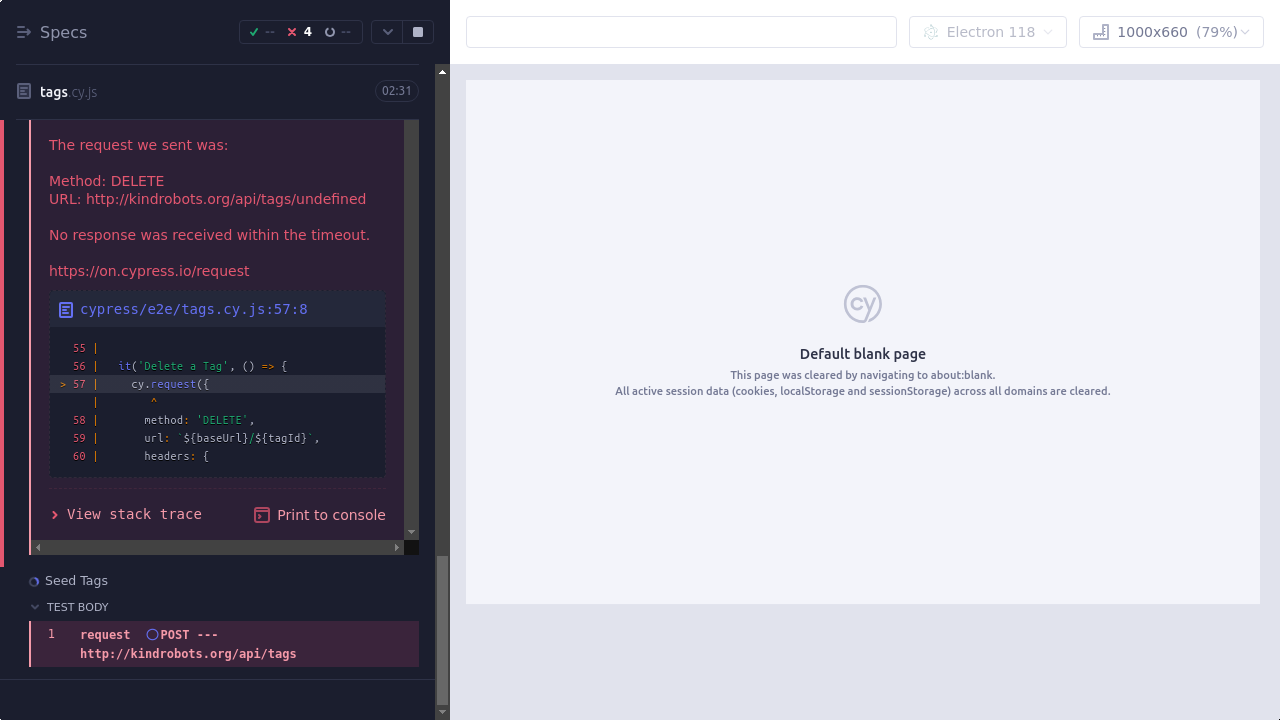 Specs
--
4
--
Electron 118
1000x660 (79%)
tags.cy.js
02:31
The request we sent was:
Method: DELETE
URL: http://kindrobots.org/api/tags/undefined
No response was received within the timeout.
https://on.cypress.io/request
cypress/e2e/tags.cy.js:57:8
55 |
56 |   it('Delete a Tag', () => {
> 57 |     cy.request({
|        ^
58 |       method: 'DELETE',
59 |       url: `${baseUrl}/${tagId}`,
60 |       headers: {
View stack trace
Print to console
Seed Tags
TEST BODY
1 request POST ---
http://kindrobots.org/api/tags
cy
Default blank page
This page was cleared by navigating to about:blank.
All active session data (cookies, localStorage and sessionStorage) across all domains are cleared.